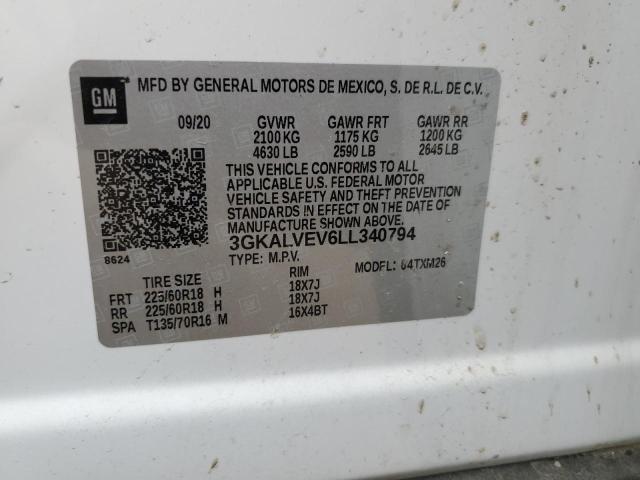 GM MFD BY GENERAL MOTORS DE MEXICO, S. DE R.L. DE C.V.
09/20 GVWR GAWR FRT GAWR RR
2100 KG 1175 KG 1200 KG
4630 LB 2590 LB 2645 LB
THIS VEHICLE CONFORMS TO ALL
APPLICABLE U.S. FEDERAL MOTOR
VEHICLE SAFETY AND THEFT PREVENTION
STANDARDS IN EFFECT ON THE DATE OF
MANUFACTURE SHOWN ABOVE.
8624 3GKALVEV6LL340794
TYPE: M.P.V. MODEL: 04TXM26
TIRE SIZE RIM
FRT 225/60R18 H 18X7J
RR 225/60R18 H 18X7J
SPA T135/70R16 M 16X4BT